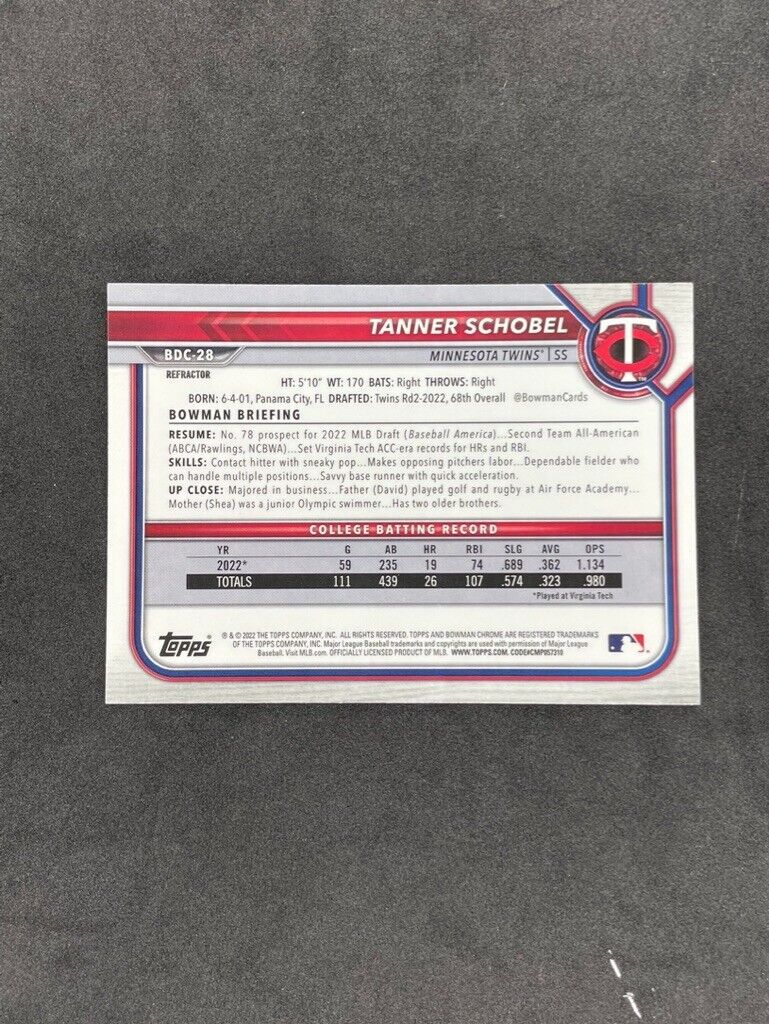 TANNER SCHOBEL
BDC-28
MINNESOTA TWINS® | SS
TC
REFRACTOR
HT: 5'10" WT: 170 BATS: Right THROWS: Right
BORN: 6-4-01, Panama City, FL DRAFTED: Twins Rd2-2022, 68th Overall @BowmanCards
BOWMAN BRIEFING
RESUME: No. 78 prospect for 2022 MLB Draft (Baseball America)...Second Team All-American
(ABCA/Rawlings, NCBWA)...Set Virginia Tech ACC-era records for HRs and RBI.
SKILLS: Contact hitter with sneaky pop...Makes opposing pitchers labor...Dependable fielder who
can handle multiple positions...Savvy base runner with quick acceleration.
UP CLOSE: Majored in business...Father (David) played golf and rugby at Air Force Academy...
Mother (Shea) was a junior Olympic swimmer...Has two older brothers.
COLLEGE BATTING RECORD
YR G AB HR RBI SLG AVG OPS
2022* 59 235 19 74 .689 .362 1.134
TOTALS 111 439 26 107 .574 .323 .980
*Played at Virginia Tech
Topps
® & © 2022 THE TOPPS COMPANY, INC. ALL RIGHTS RESERVED. TOPPS AND BOWMAN CHROME ARE REGISTERED TRADEMARKS
OF THE TOPPS COMPANY, INC. Major League Baseball trademarks and copyrights are used with permission of Major League
Baseball. Visit MLB.com. OFFICIALLY LICENSED PRODUCT OF MLB. WWW.TOPPS.COM. CODE#CMP957310